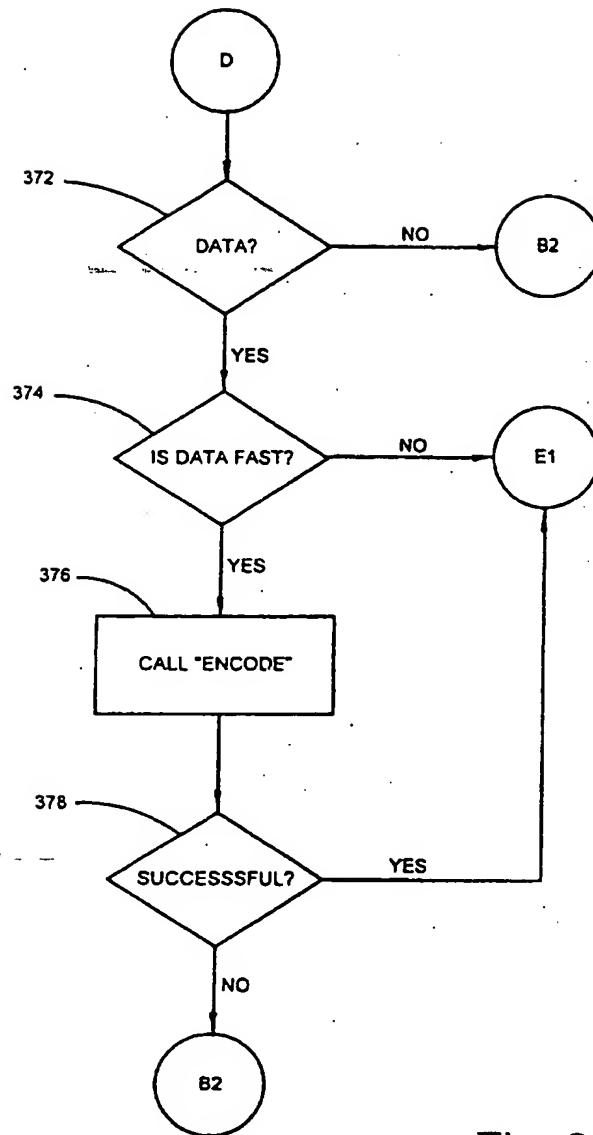 D
372
DATA?
NO
B2
YES
374
IS DATA FAST?
NO
E1
YES
376
CALL "ENCODE"
378
SUCCESSSFUL?
YES
NO
B2